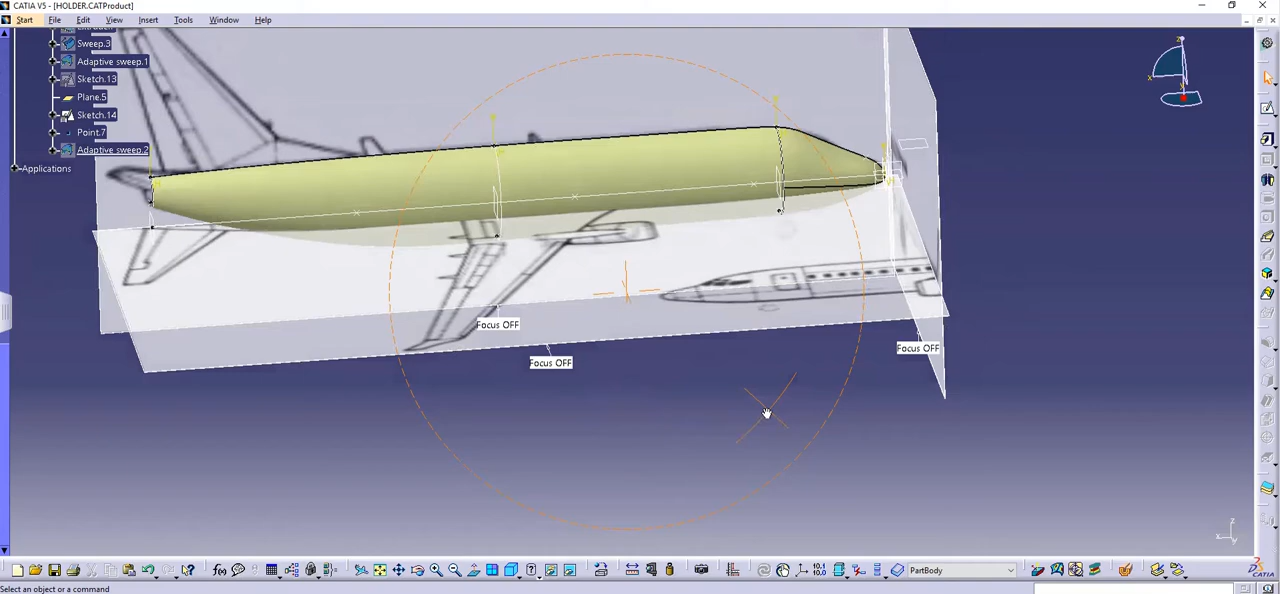 CATIA V5 - [HOLDER.CATProduct]
Start File Edit View Insert Tools Window Help
Sweep.3
Adaptive sweep.1
Sketch.13
Plane.5
Sketch.14
Point.7
Adaptive sweep.2
Applications
Focus OFF
Focus OFF
Focus OFF
PartBody
Select an object or a command